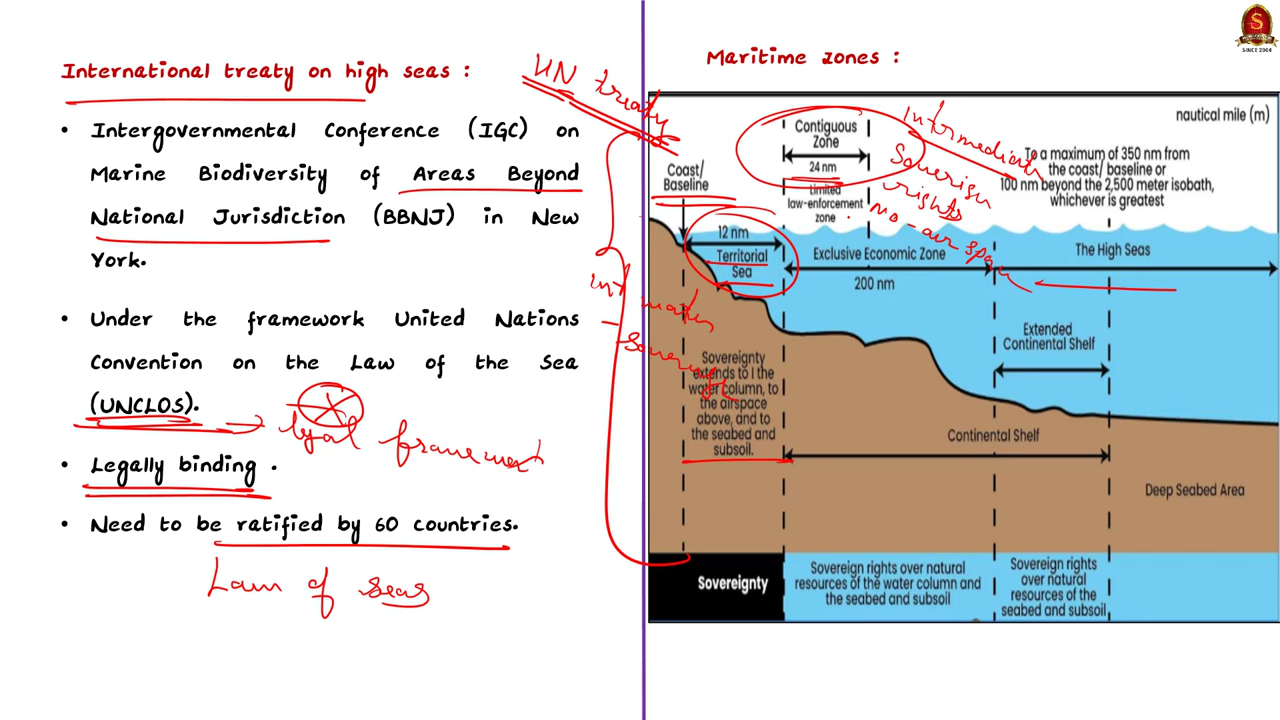 International treaty on high seas :
• Intergovernmental Conference (IGC) on
Marine Biodiversity of Areas Beyond
National Jurisdiction (BBNJ) in New
York.
• Under the framework United Nations
Convention on the Law of the Sea
(UNCLOS).
legal framework
• Legally binding .
• Need to be ratified by 60 countries.
Law of seas
UN treaty
Maritime zones :
nautical mile (m)
Contiguous
Zone
24 nm
Limited
law-enforcement
zone
Coast/
Baseline
To a maximum of 350 nm from
the coast/ baseline or
100 nm beyond the 2,500 meter isobath,
whichever is greatest
rights
no - air space
12 nm
Territorial
Sea
Exclusive Economic Zone
200 nm
The High Seas
Extended
Continental Shelf
Sovereignty
extends to l the
water column, to
the airspace
above, and to
the seabed and
subsoil.
Continental Shelf
Deep Seabed Area
Sovereignty
Sovereign rights over natural
resources of the water column and
the seabed and subsoil
Sovereign rights
over natural
resources of the
seabed and subsoil
S
SINCE 2004